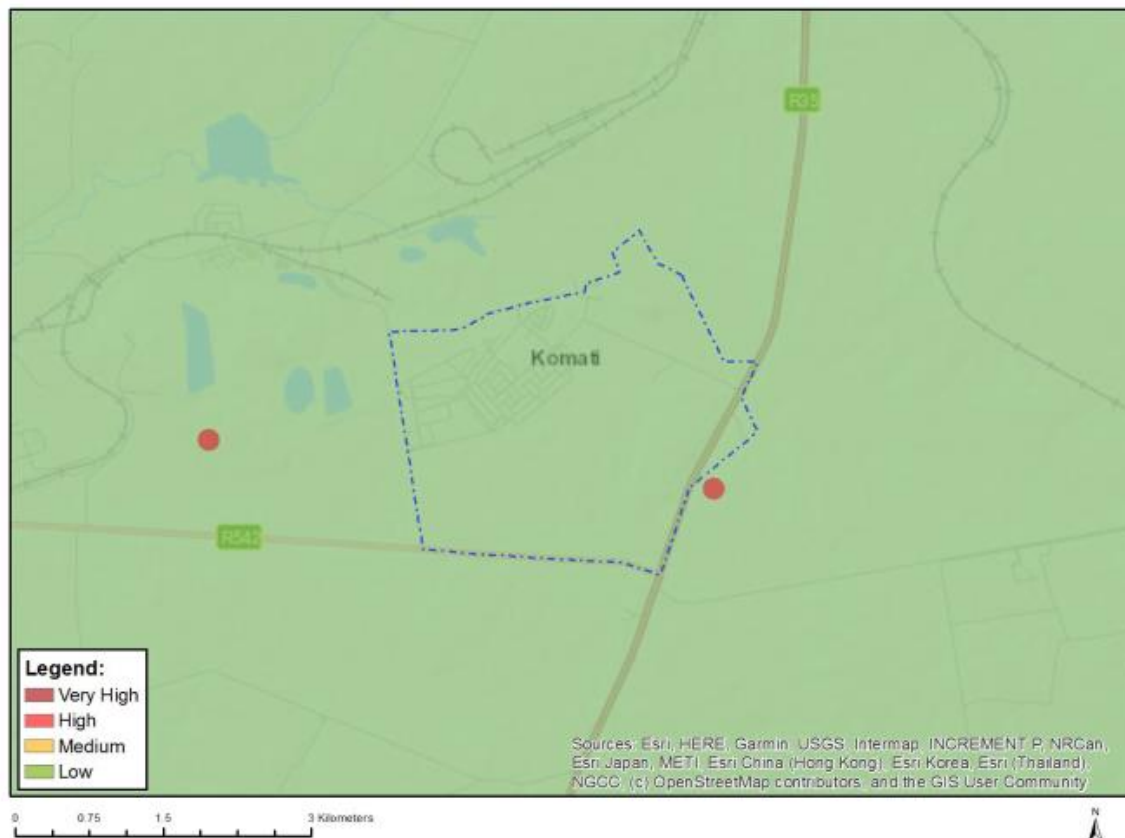 R35
Komati
R542
Legend:
Very High
High
Medium
Low
Sources: Esri, HERE, Garmin, USGS, Intermap, INCREMENT P, NRCan,
Esri Japan, METI, Esri China (Hong Kong), Esri Korea, Esri (Thailand),
NGCC, (c) OpenStreetMap contributors, and the GIS User Community
0 0.75 1.5 3 Kilometers
N